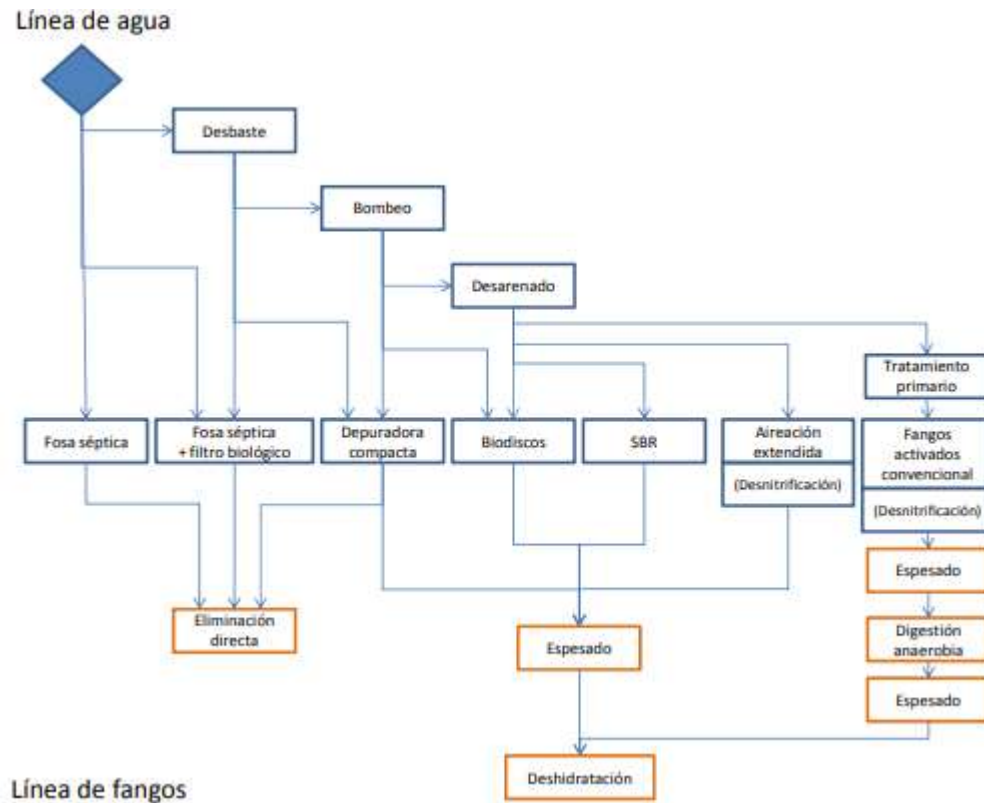 Línea de agua
Desbaste
Bombeo
Desarenado
Tratamiento
primario
Fosa séptica
Fosa séptica
+ filtro biológico
Depuradora
compacta
Biodiscos
SBR
Aireación
extendida
(Desnitrificación)
Fangos
activados
convencional
(Desnitrificación)
Espesado
Eliminación
directa
Espesado
Digestión
anaerobia
Espesado
Deshidratación
Línea de fangos